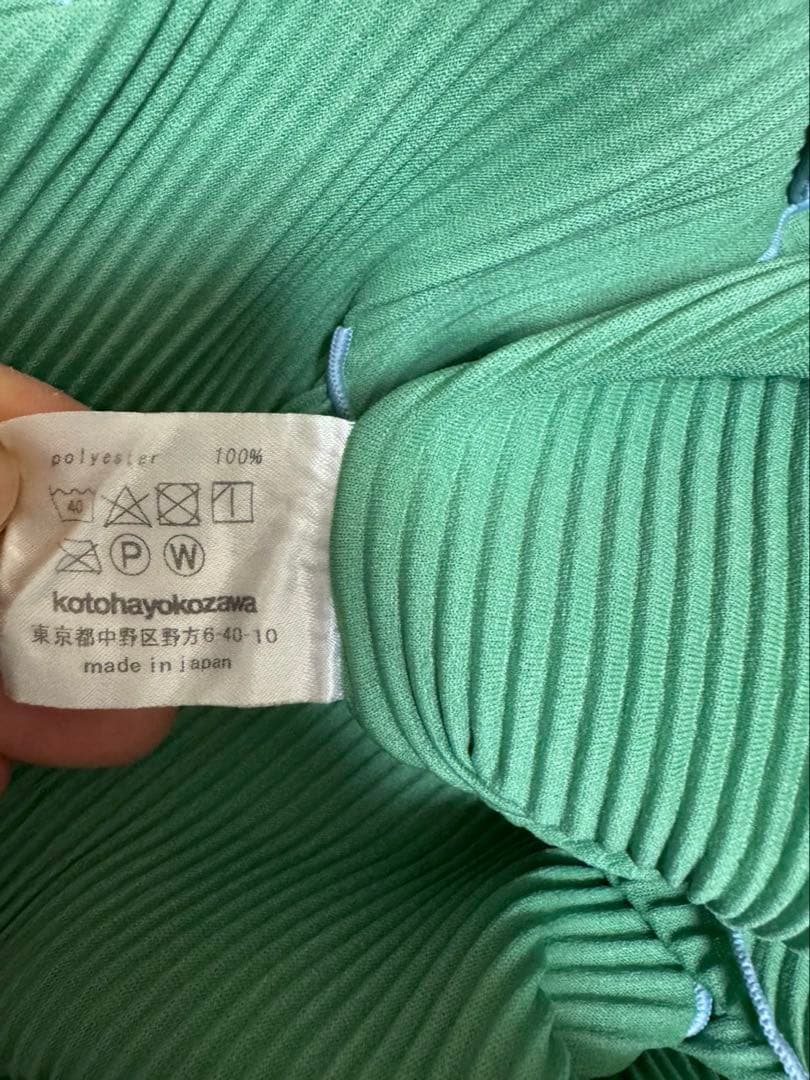 polyester 100%
40
P W
kotohayokozawa
東京都中野区野方6-40-10
made in japan